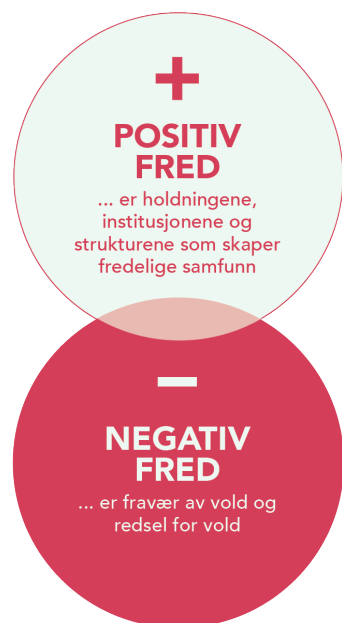 +
POSITIV
FRED
... er holdningene,
institusjonene og
strukturene som skaper
fredelige samfunn
–
NEGATIV
FRED
... er fravær av vold og
redsel for vold